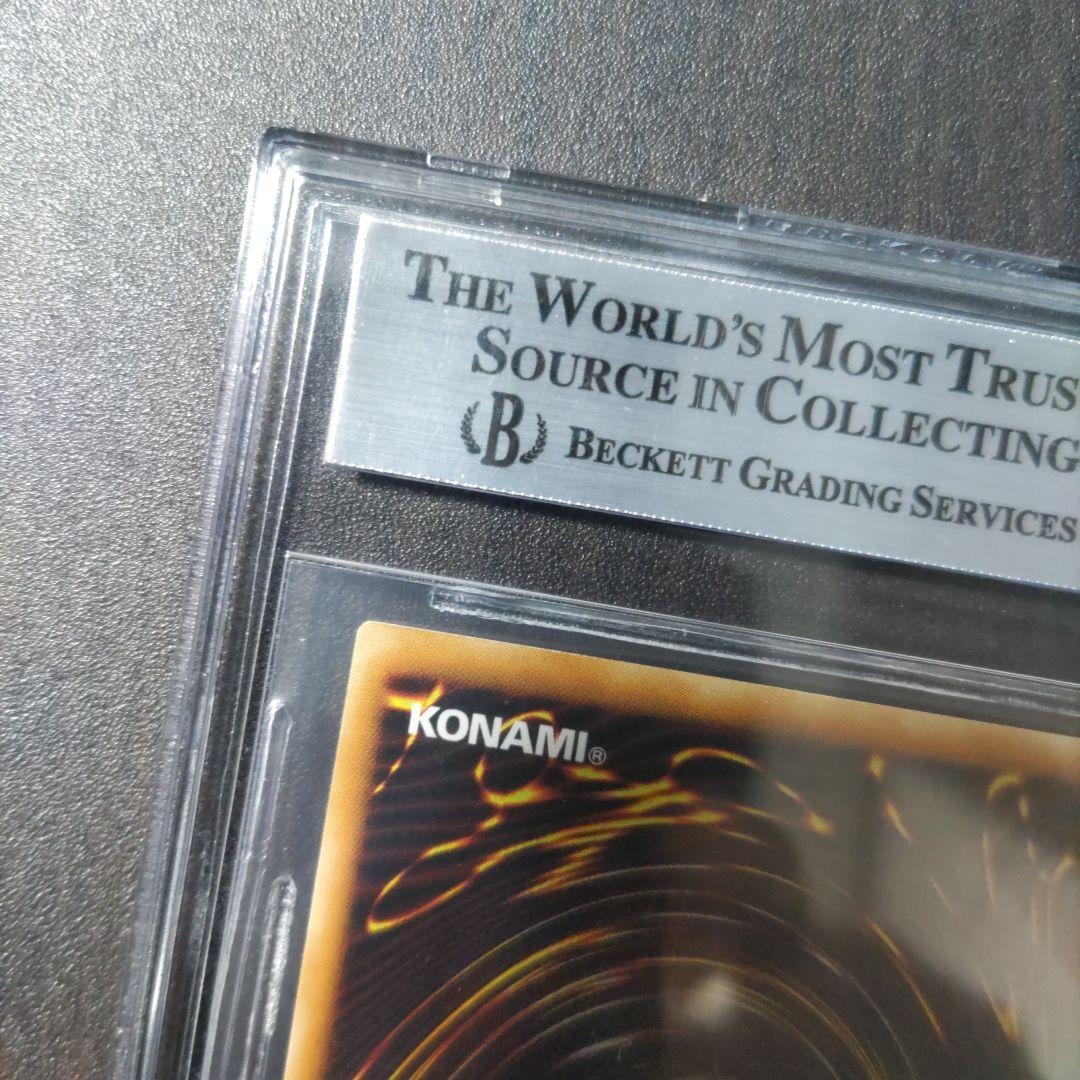 THE WORLD'S MOST TRUS
SOURCE IN COLLECTING
B BECKETT GRADING SERVICES
KONAMI®